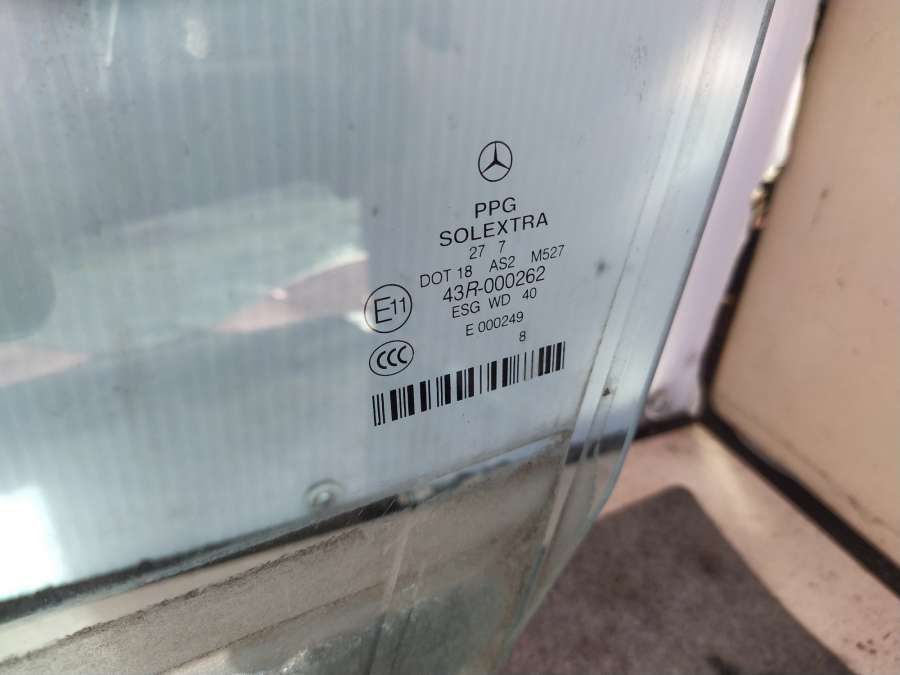 PPG
SOLEXTRA
27 7
DOT 18 AS2 M527
43R-000262
E11
ESG WD 40
E 000249
8
CCC